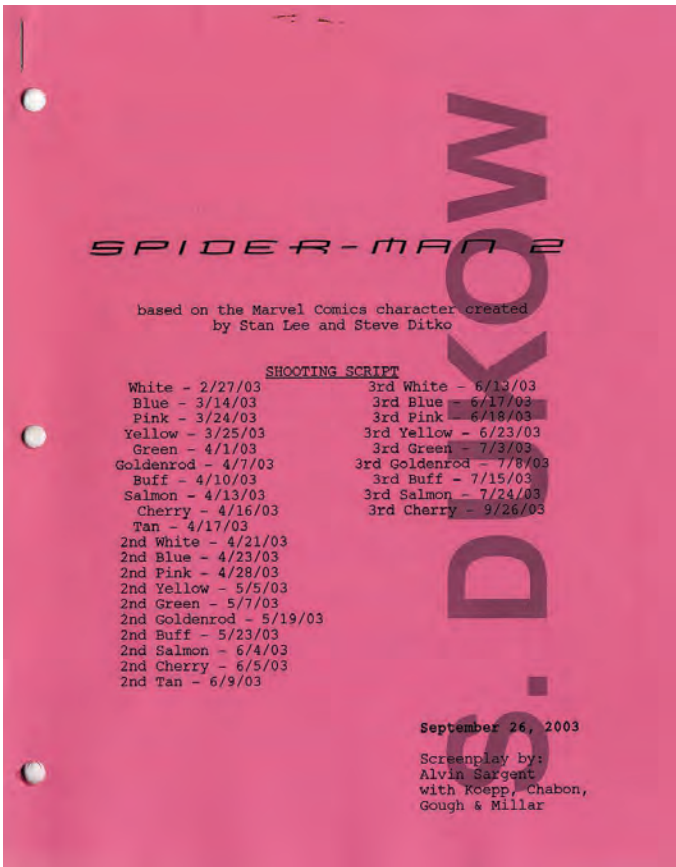 SPIDER-MAN 2
based on the Marvel Comics character created
by Stan Lee and Steve Ditko
SHOOTING SCRIPT
White - 2/27/03
Blue - 3/14/03
Pink - 3/24/03
Yellow - 3/25/03
Green - 4/1/03
Goldenrod - 4/7/03
Buff - 4/10/03
Salmon - 4/13/03
Cherry - 4/16/03
Tan - 4/17/03
2nd White - 4/21/03
2nd Blue - 4/23/03
2nd Pink - 4/28/03
2nd Yellow - 5/5/03
2nd Green - 5/7/03
2nd Goldenrod - 5/19/03
2nd Buff - 5/23/03
2nd Salmon - 6/4/03
2nd Cherry - 6/5/03
2nd Tan - 6/9/03
3rd White - 6/13/03
3rd Blue - 6/17/03
3rd Pink - 6/18/03
3rd Yellow - 6/23/03
3rd Green - 7/3/03
3rd Goldenrod - 7/8/03
3rd Buff - 7/15/03
3rd Salmon - 7/24/03
3rd Cherry - 9/26/03
S. DUKOW
September 26, 2003
Screenplay by:
Alvin Sargent
with Koepp, Chabon,
Gough & Millar